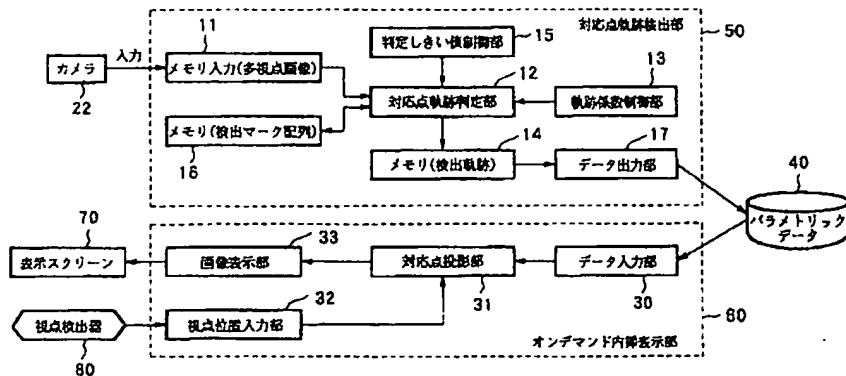 11
15
対応点軌跡検出部
50
入力
判定しきい値制御部
カメラ
22
メモリ入力(多視点画像)
12
13
対応点軌跡判定部
軌跡係数制御部
メモリ(検出マーク配列)
16
14
17
メモリ(検出軌跡)
データ出力部
40
パラメトリック
データ
70
33
表示スクリーン
画像表示部
対応点投影部
データ入力部
32
31
30
視点検出器
80
視点位置入力部
オンデマンド内挿表示部
60